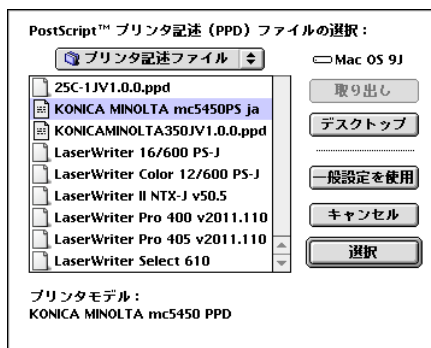 PostScript™ プリンタ記述 (PPD) ファイルの選択：
プリンタ記述ファイル
Mac OS 9J
25C-1JV1.0.0.ppd
KONICA MINOLTA mc5450PS ja
KONICAMINOLTA350JV1.0.0.ppd
LaserWriter 16/600 PS-J
LaserWriter Color 12/600 PS-J
LaserWriter II NTX-J v50.5
LaserWriter Pro 400 v2011.110
LaserWriter Pro 405 v2011.110
LaserWriter Select 610
取り出し
デスクトップ
一般設定を使用
キャンセル
選択
プリンタモデル：
KONICA MINOLTA mc5450 PPD